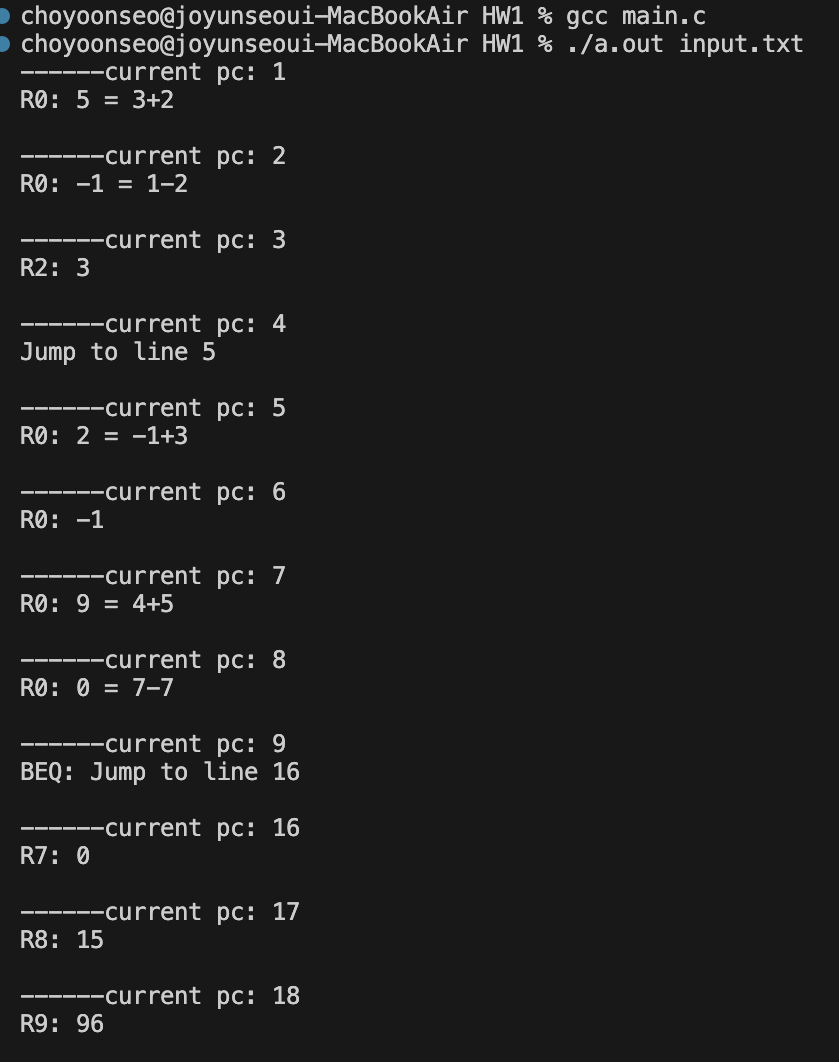 choyoonseo@joyunseoui-MacBookAir HW1 % gcc main.c
choyoonseo@joyunseoui-MacBookAir HW1 % ./a.out input.txt
------current pc: 1
R0: 5 = 3+2
------current pc: 2
R0: -1 = 1-2
------current pc: 3
R2: 3
------current pc: 4
Jump to line 5
------current pc: 5
R0: 2 = -1+3
------current pc: 6
R0: -1
------current pc: 7
R0: 9 = 4+5
------current pc: 8
R0: 0 = 7-7
------current pc: 9
BEQ: Jump to line 16
------current pc: 16
R7: 0
------current pc: 17
R8: 15
------current pc: 18
R9: 96